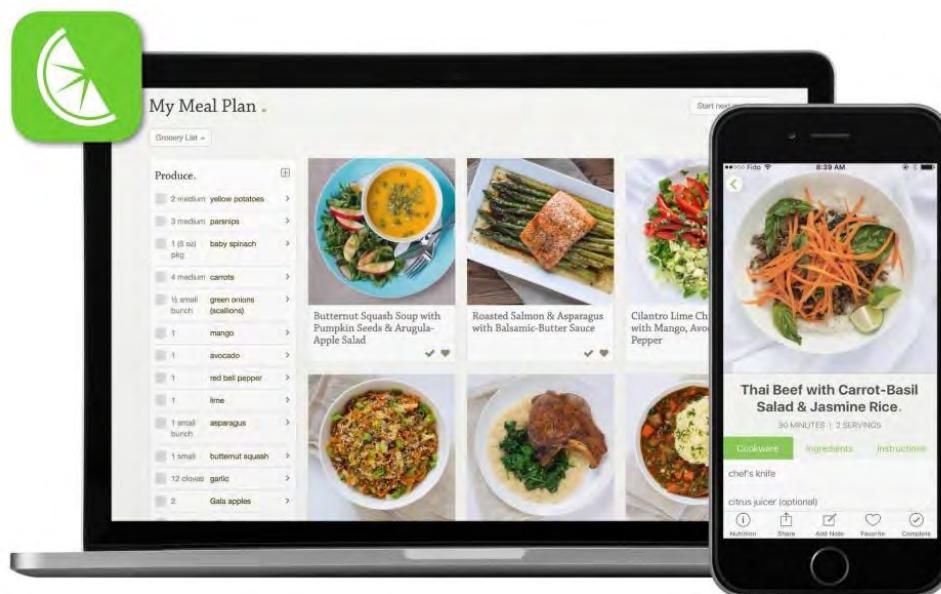 My Meal Plan
Start next
Grocery List
Produce.
2 medium yellow potatoes
3 medium parsnips
1 (5 oz) baby spinach
pkg
4 medium carrots
½ small green onions
bunch (scallions)
1 mango
1 avocado
1 red bell pepper
1 lime
1 small asparagus
bunch
1 small butternut squash
12 cloves garlic
2 Gala apples
Butternut Squash Soup with
Pumpkin Seeds & Arugula-
Apple Salad
Roasted Salmon & Asparagus
with Balsamic-Butter Sauce
Cilantro Lime Ch
with Mango, Avo
Pepper
Fido 8:39 AM
Thai Beef with Carrot-Basil
Salad & Jasmine Rice.
30 MINUTES | 2 SERVINGS
Cookware Ingredients Instructions
chef's knife
citrus juicer (optional)
Nutrition Share Add Note Favorite Complete